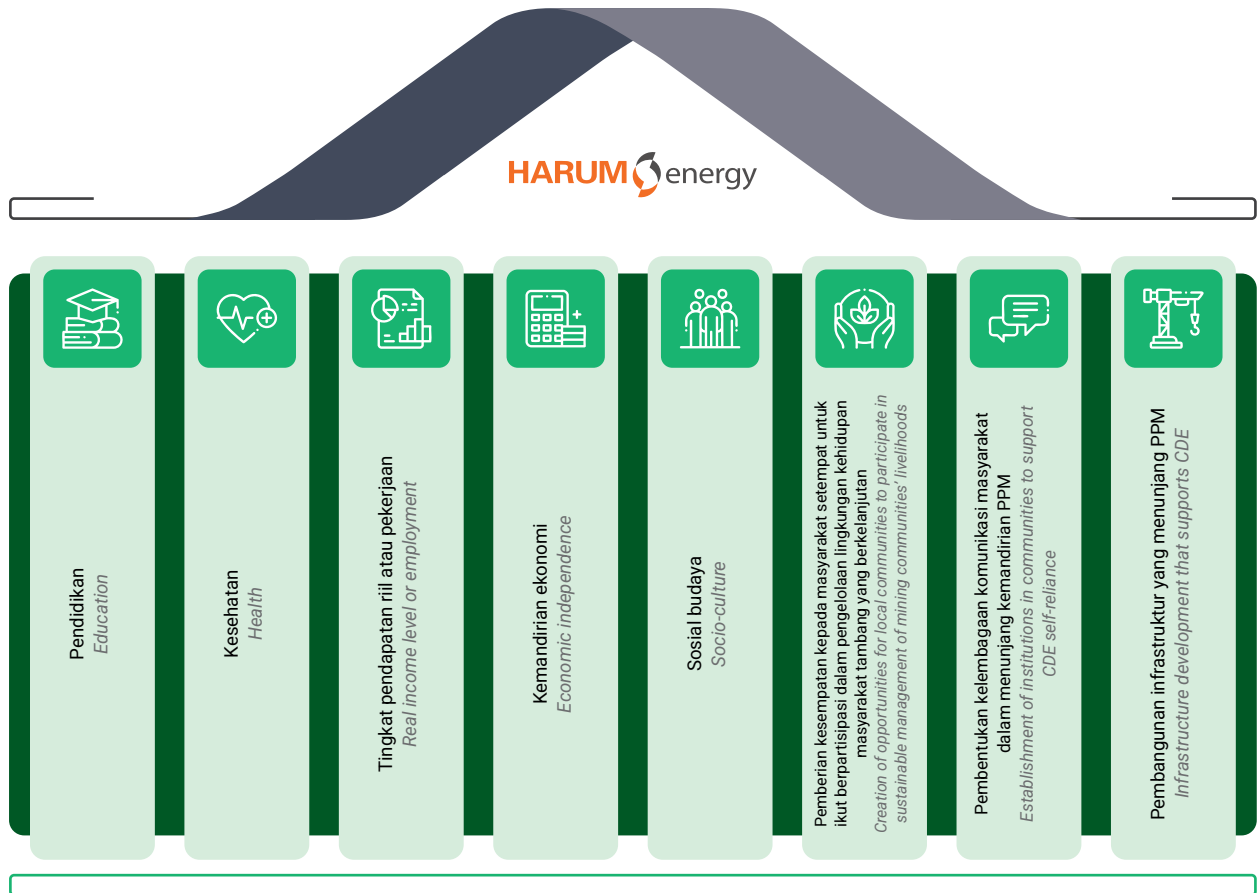 HARUM energy
Pendidikan
Education
Kesehatan
Health
Tingkat pendapatan riil atau pekerjaan
Real income level or employment
Kemandirian ekonomi
Economic independence
Sosial budaya
Socio-culture
Pemberian kesempatan kepada masyarakat setempat untuk
ikut berpartisipasi dalam pengelolaan lingkungan kehidupan
masyarakat tambang yang berkelanjutan
Creation of opportunities for local communities to participate in
sustainable management of mining communities' livelihoods
Pembentukan kelembagaan komunikasi masyarakat
dalam menunjang kemandirian PPM
Establishment of institutions in communities to support
CDE self-reliance
Pembangunan infrastruktur yang menunjang PPM
Infrastructure development that supports CDE